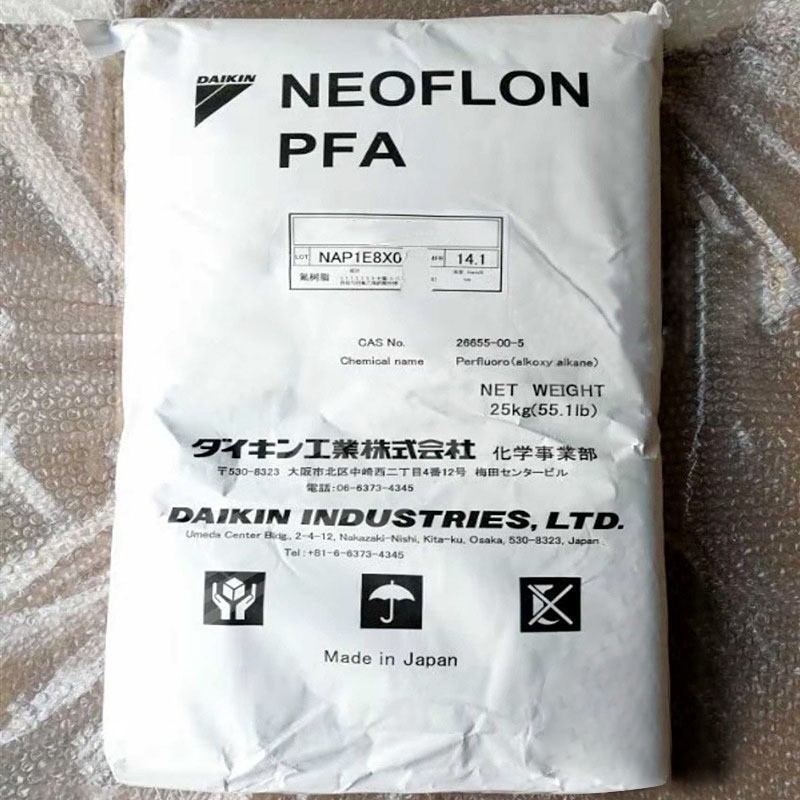 DAIKIN
NEOFLON
PFA
LOT NAP1E8X0 MFR 14.1
氟树脂
CAS No. 26655-00-5
Chemical name Perfluoro(alkoxy alkane)
NET WEIGHT
25kg(55.1lb)
ダイキン工業株式会社 化学事業部
〒530-8323 大阪市北区中崎西二丁目4番12号 梅田センタービル
電話:06-6373-4345
DAIKIN INDUSTRIES, LTD.
Umeda Center Bldg., 2-4-12, Nakazaki-Nishi, Kita-ku, Osaka, 530-8323, Japan.
Tel:+81-6-6373-4345
Made in Japan